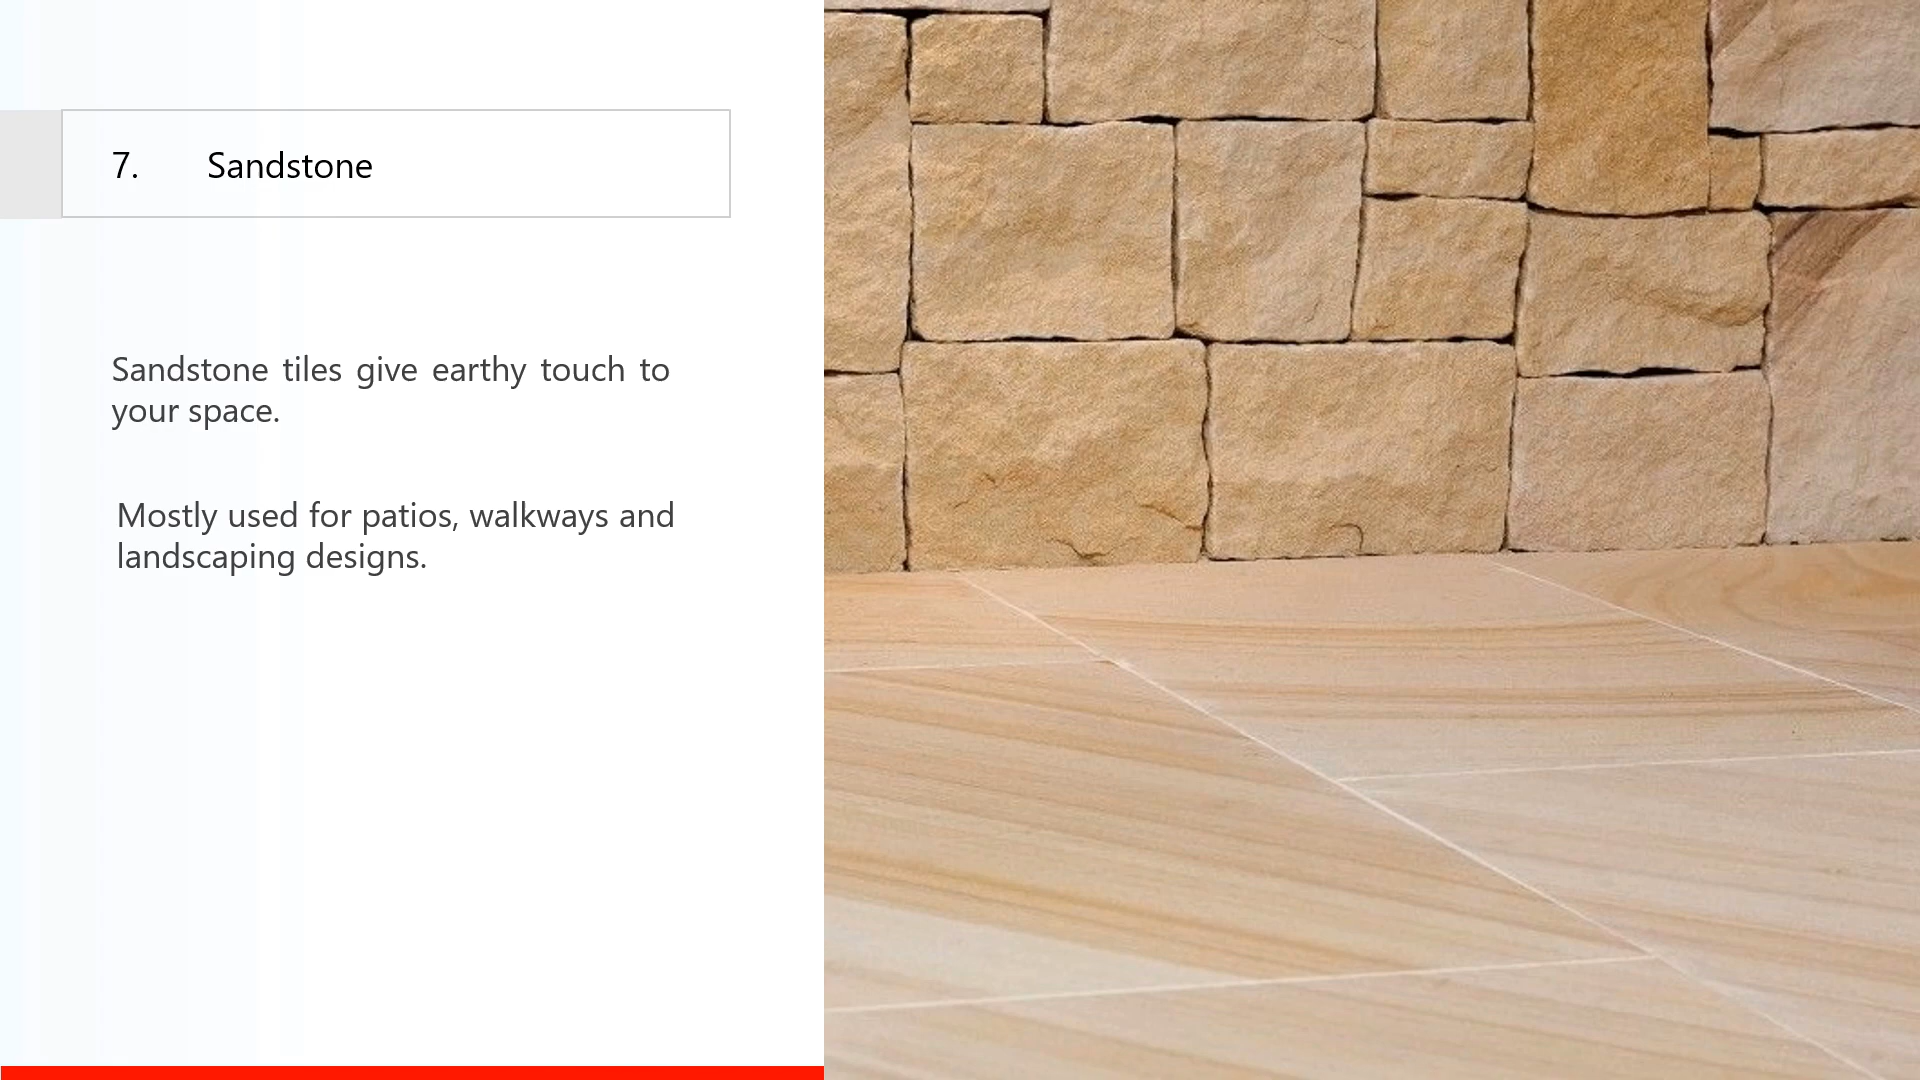 7. Sandstone
Sandstone tiles give earthy touch to
your space.
Mostly used for patios, walkways and
landscaping designs.